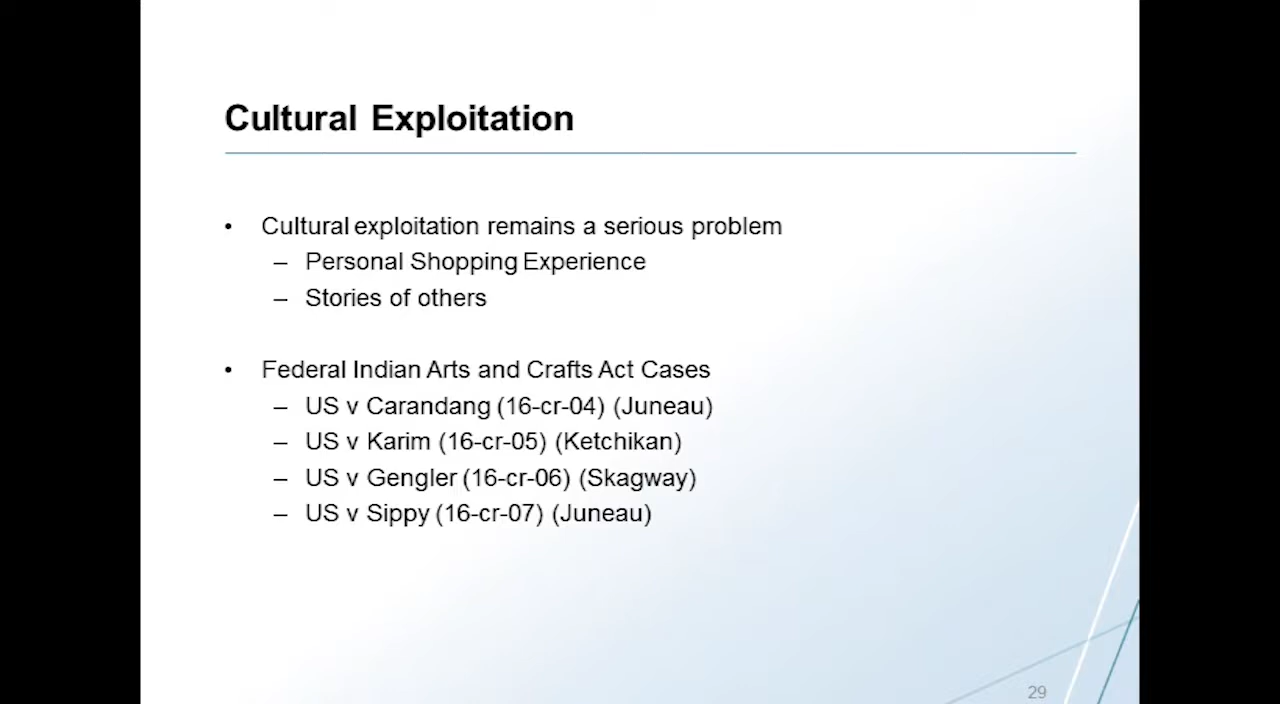 Cultural Exploitation
• Cultural exploitation remains a serious problem
– Personal Shopping Experience
– Stories of others
• Federal Indian Arts and Crafts Act Cases
– US v Carandang (16-cr-04) (Juneau)
– US v Karim (16-cr-05) (Ketchikan)
– US v Gengler (16-cr-06) (Skagway)
– US v Sippy (16-cr-07) (Juneau)
29